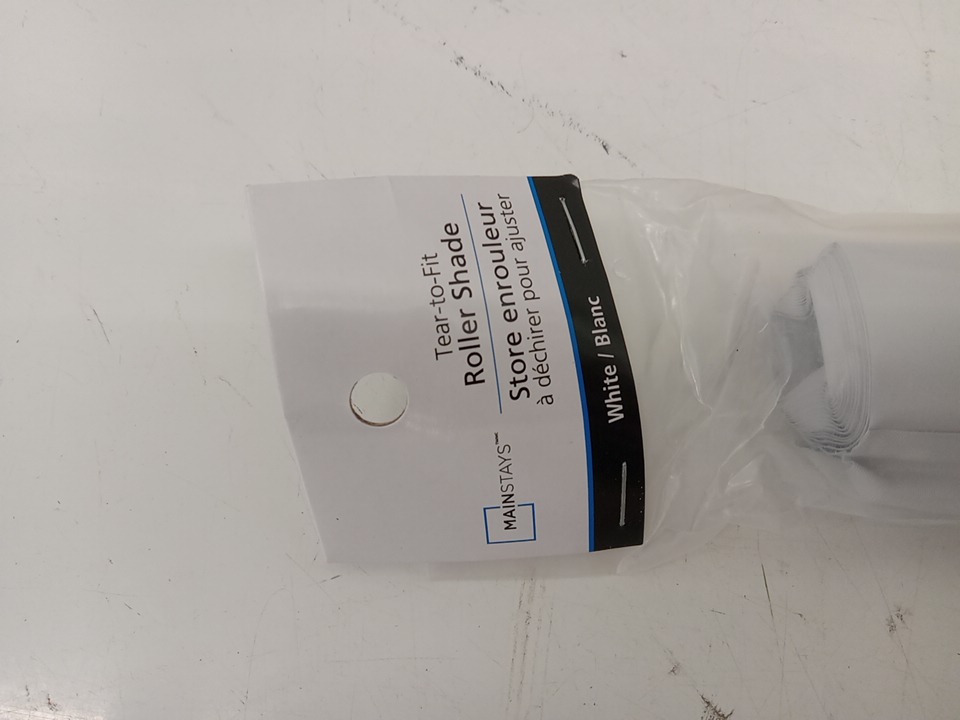 MAINSTAYS™
Tear-to-Fit
Roller Shade
Store enrouleur
à déchirer pour ajuster
White / Blanc